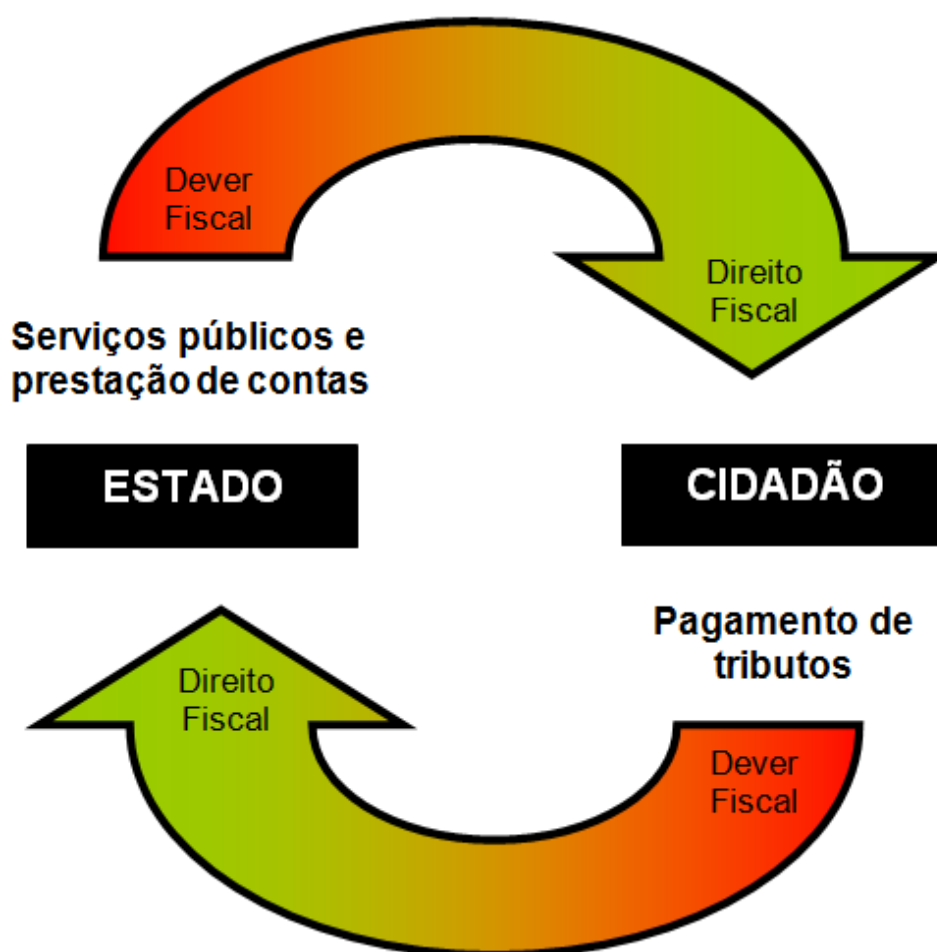 Dever
Fiscal
Direito
Fiscal
Serviços públicos e
prestação de contas
ESTADO
CIDADÃO
Pagamento de
tributos
Direito
Fiscal
Dever
Fiscal